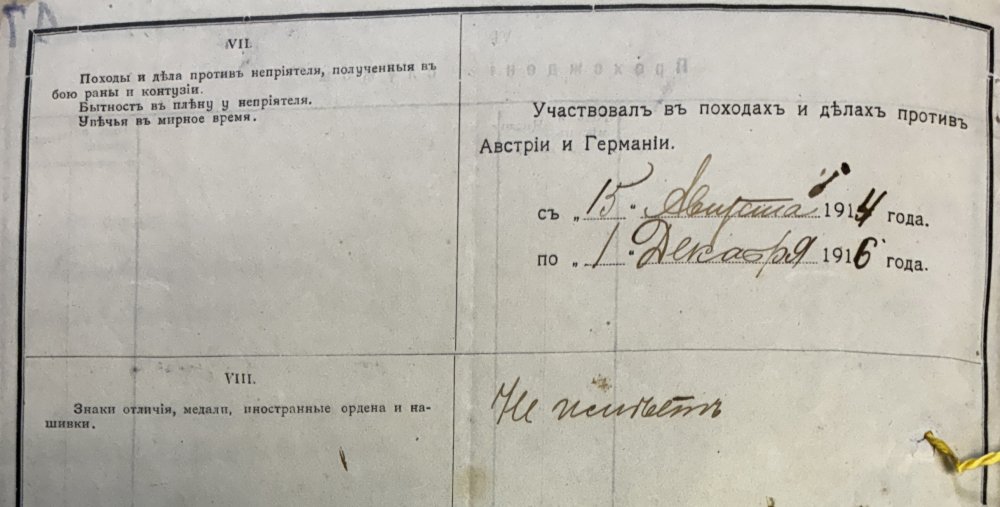 VII.
Походы и дѣла противъ непріятеля, полученныя въ
бою раны и контузіи.
Бытность въ плѣну у непріятеля.
Увѣчья въ мирное время.
Участвовалъ въ походахъ и дѣлахъ противъ
Австріи и Германіи.
съ „ 15 “ Августа 1914 года.
по „ 1 “ Декабря 1916 года.
VIII.
Знаки отличія, медали, иностранные ордена и на-
шивки.
Не имѣетъ